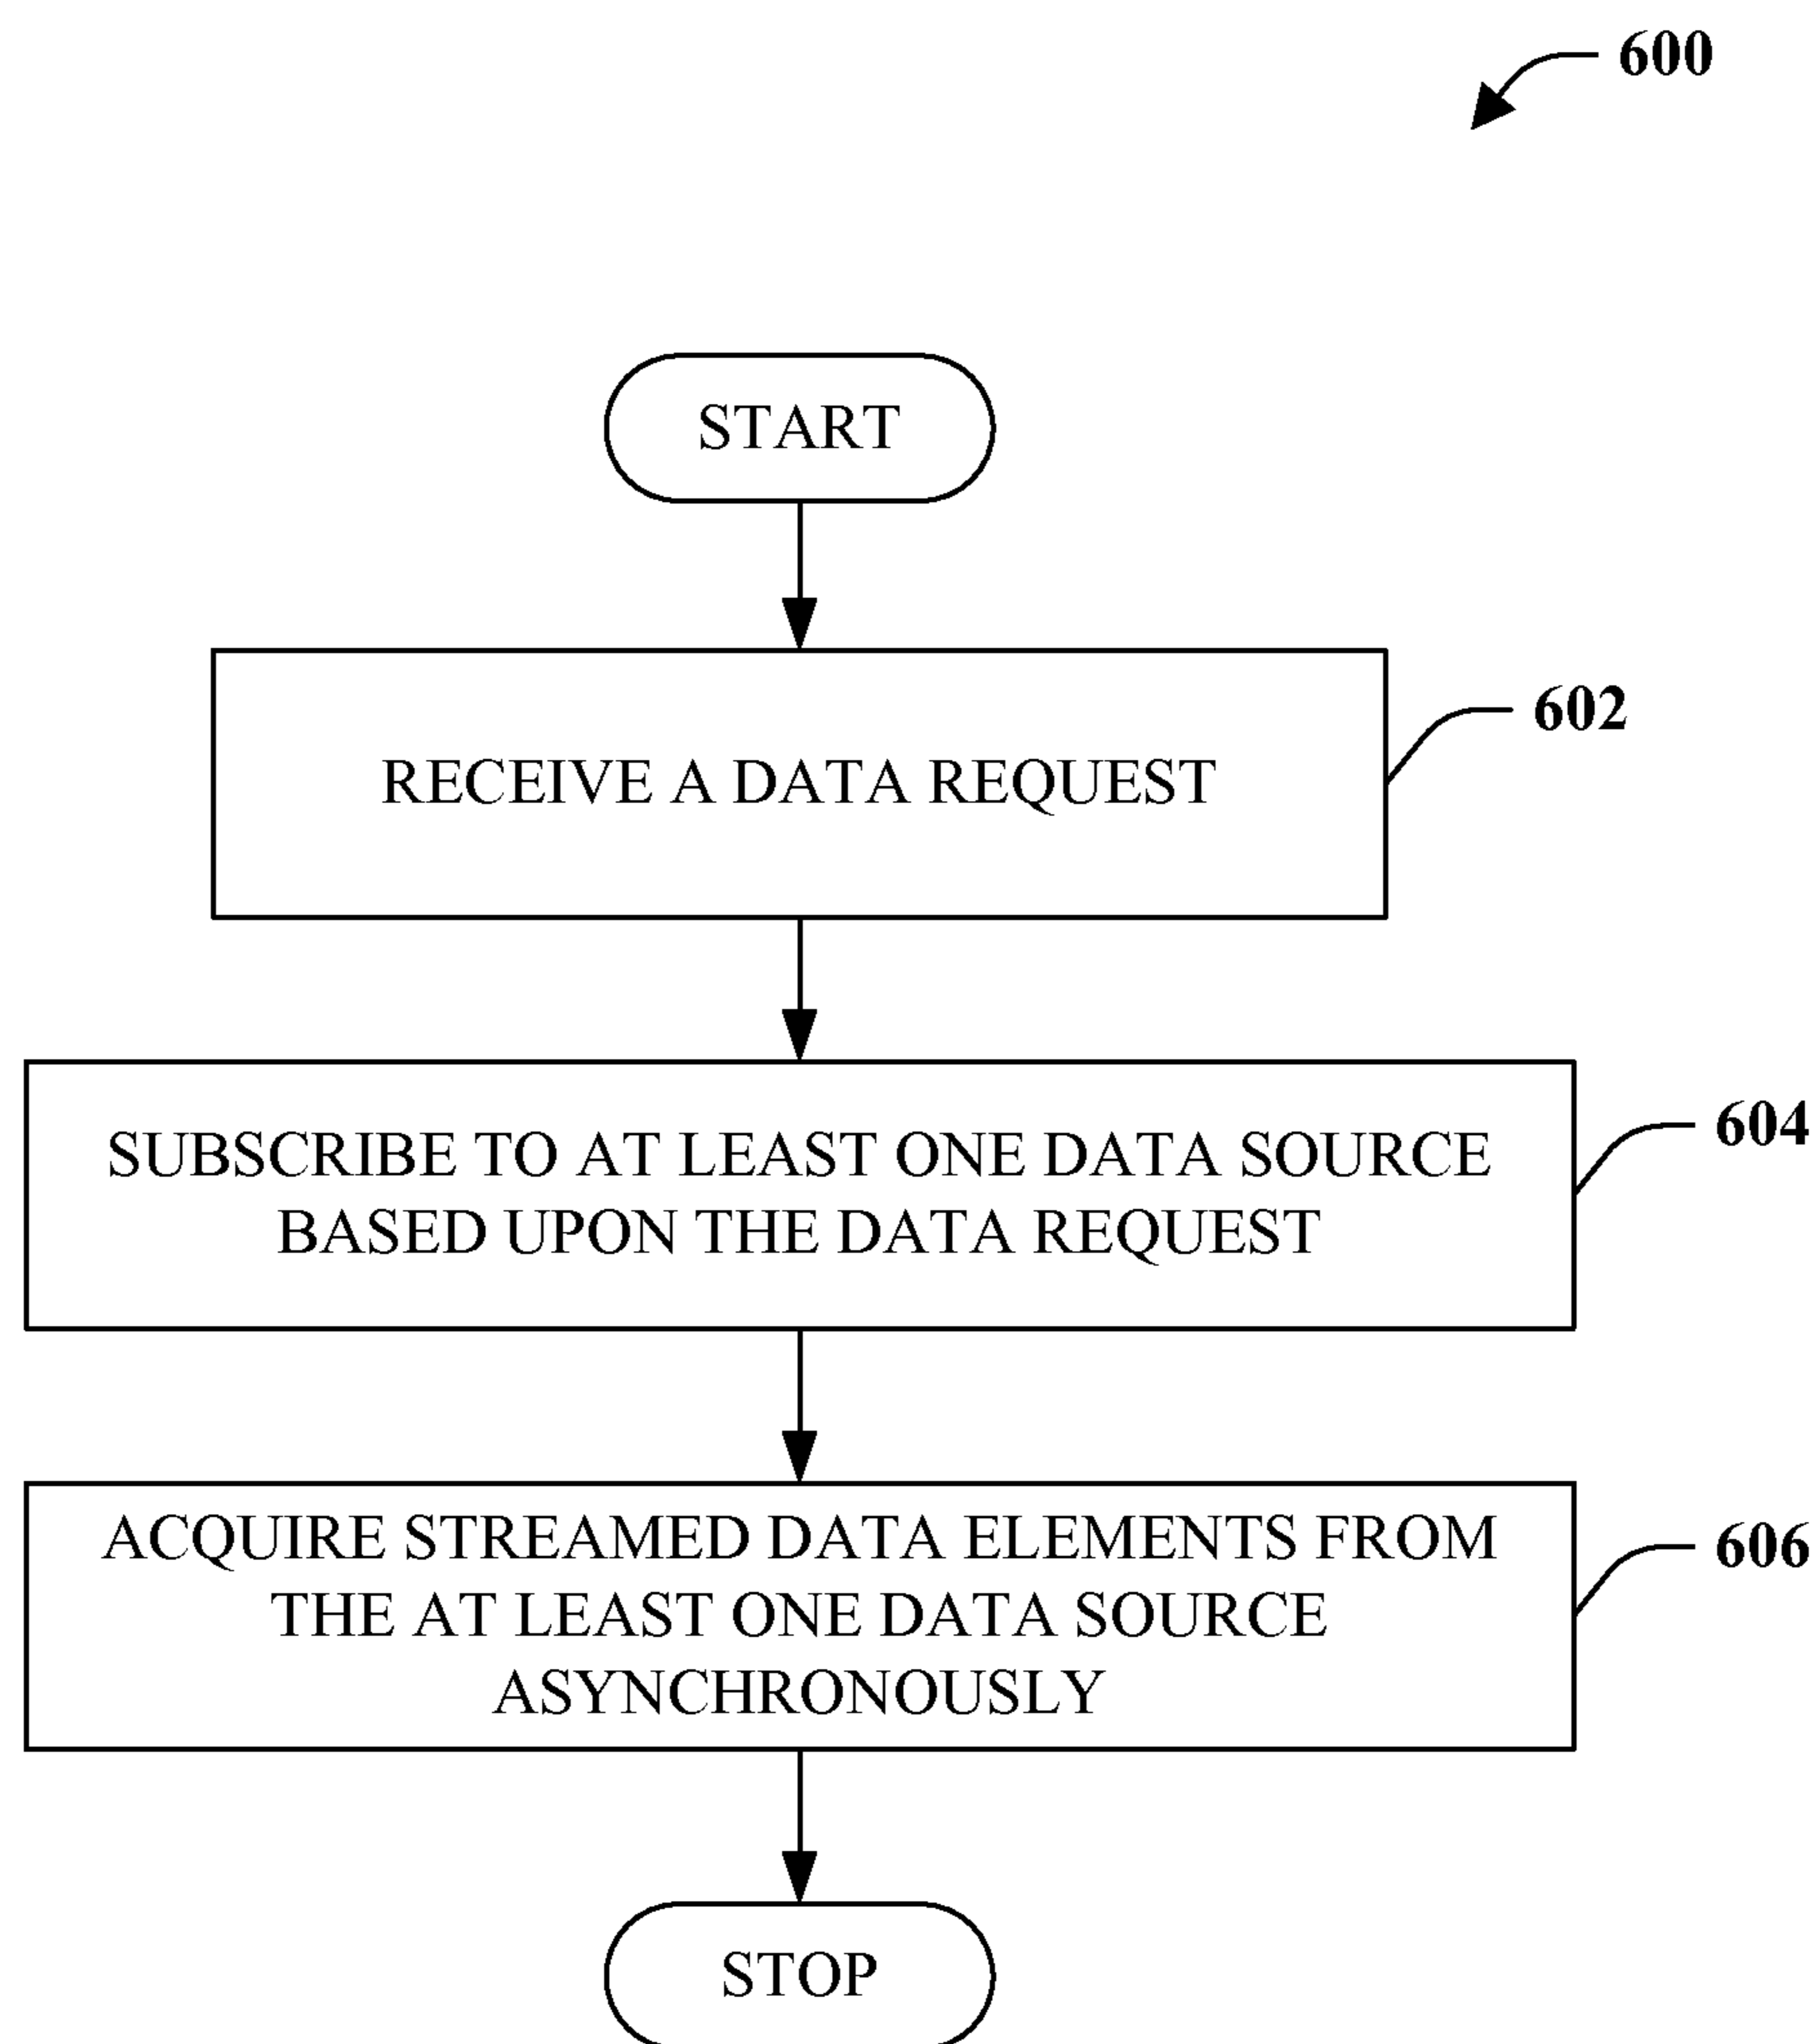 600
START
RECEIVE A DATA REQUEST
602
SUBSCRIBE TO AT LEAST ONE DATA SOURCE
BASED UPON THE DATA REQUEST
604
ACQUIRE STREAMED DATA ELEMENTS FROM
THE AT LEAST ONE DATA SOURCE
ASYNCHRONOUSLY
606
STOP